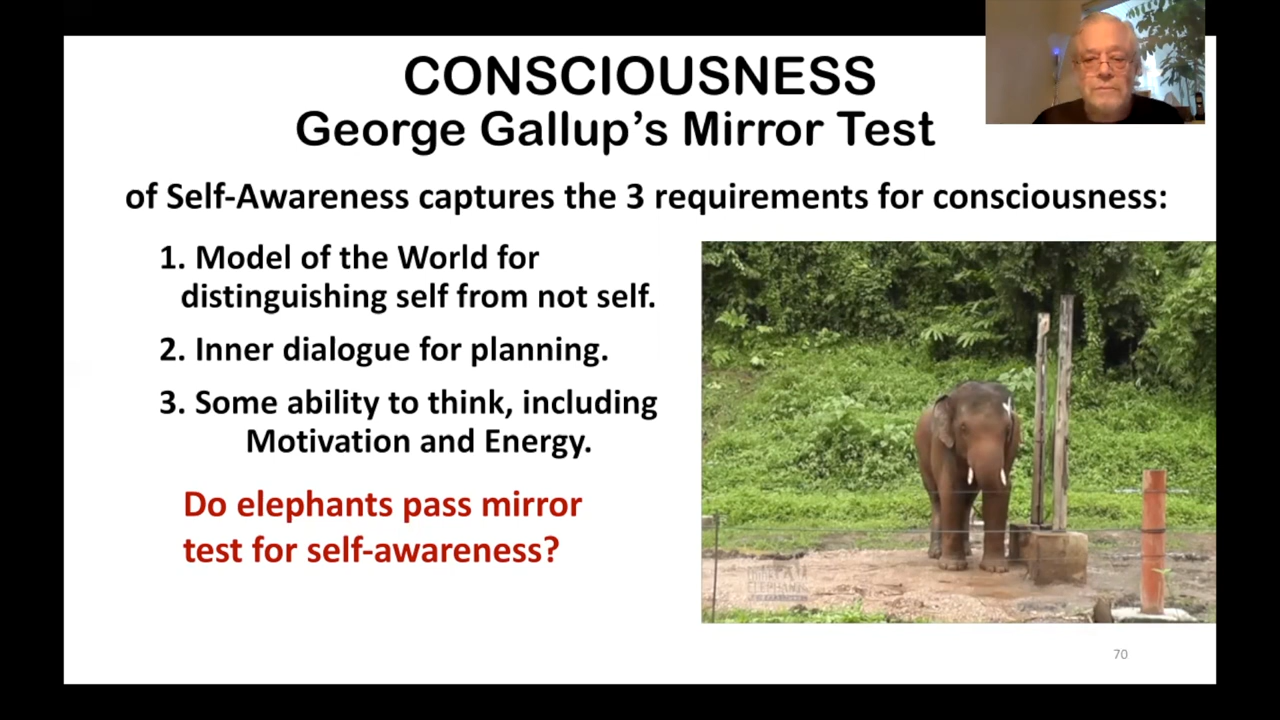 CONSCIOUSNESS
George Gallup's Mirror Test
of Self-Awareness captures the 3 requirements for consciousness:
1. Model of the World for
distinguishing self from not self.
2. Inner dialogue for planning.
3. Some ability to think, including
Motivation and Energy.
Do elephants pass mirror
test for self-awareness?
70